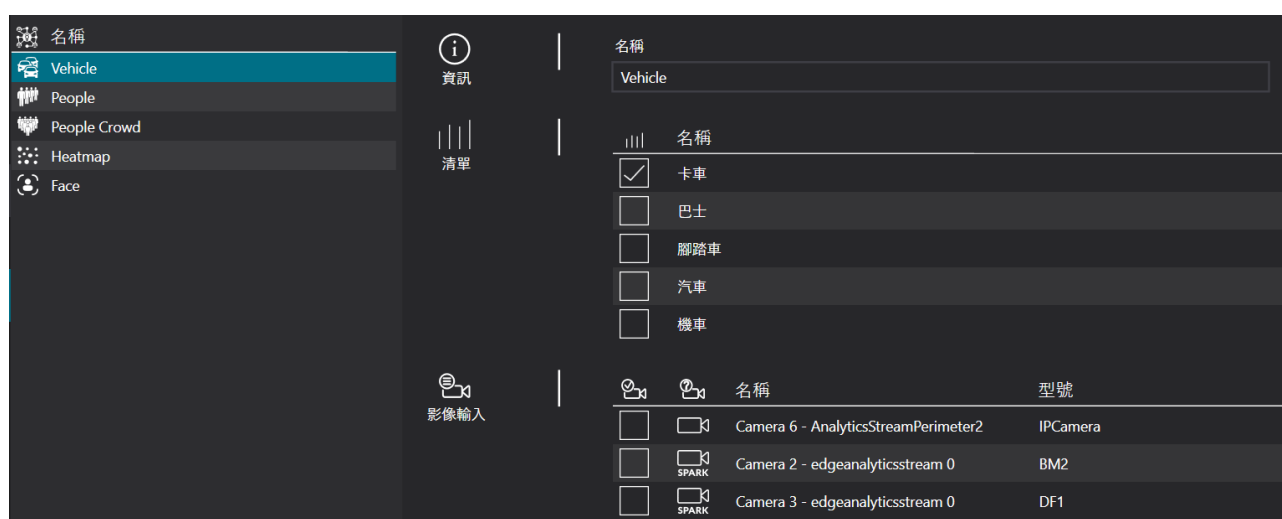 名稱
Vehicle
People
People Crowd
Heatmap
Face
資訊
名稱
Vehicle
清單
名稱
卡車
巴士
腳踏車
汽車
機車
影像輸入
名稱 型號
Camera 6 - AnalyticsStreamPerimeter2 IPCamera
SPARK Camera 2 - edgeanalyticsstream 0 BM2
SPARK Camera 3 - edgeanalyticsstream 0 DF1